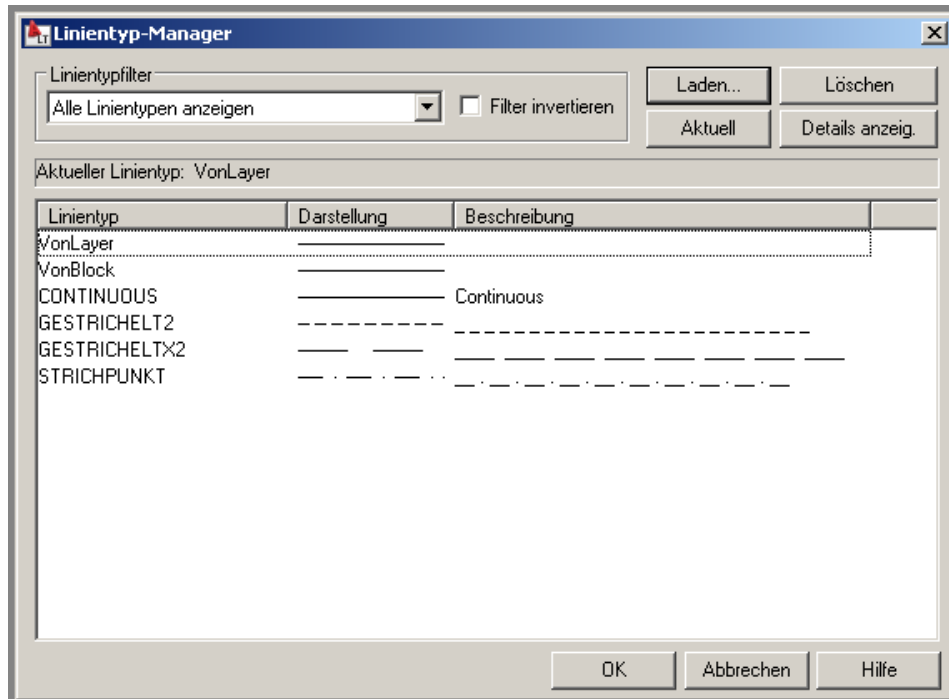 Linientyp-Manager
Linientypfilter
Alle Linientypen anzeigen
Filter invertieren
Laden...
Löschen
Aktuell
Details anzeig.
Aktueller Linientyp: VonLayer
Linientyp Darstellung Beschreibung
VonLayer
VonBlock
CONTINUOUS Continuous
GESTRICHELT2
GESTRICHELTX2
STRICHPUNKT
OK Abbrechen Hilfe